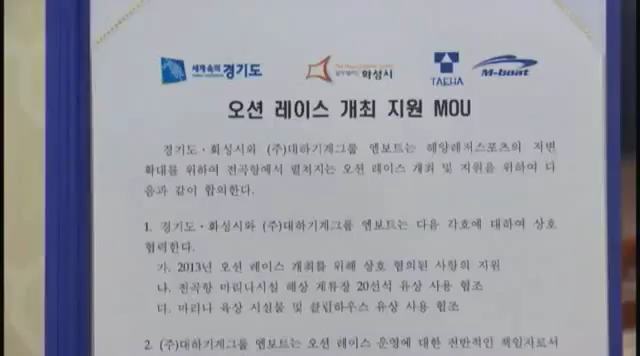 세계속의 경기도
화성시
TAEHA
M-boat
오션 레이스 개최 지원 MOU
경기도·화성시와 (주)대하기계그룹 엠보트는 해양레저스포츠의 저변
확대를 위하여 전곡항에서 펼쳐지는 오션 레이스 개최 및 지원을 위하여 다
음과 같이 합의한다.
1. 경기도·화성시와 (주)대하기계그룹 엠보트는 다음 각호에 대하여 상호
협력한다.
가. 2013년 오션 레이스 개최를 위해 상호 협의된 사항의 지원
나. 전곡항 마리나시설 해상 계류장 20선석 유상 사용 협조
더. 마리나 육상 시설물 및 클럽하우스 유상 사용 협조
2. (주)대하기계그룹 엠보트는 오션 레이스 운영에 대한 전반적인 책임자로서